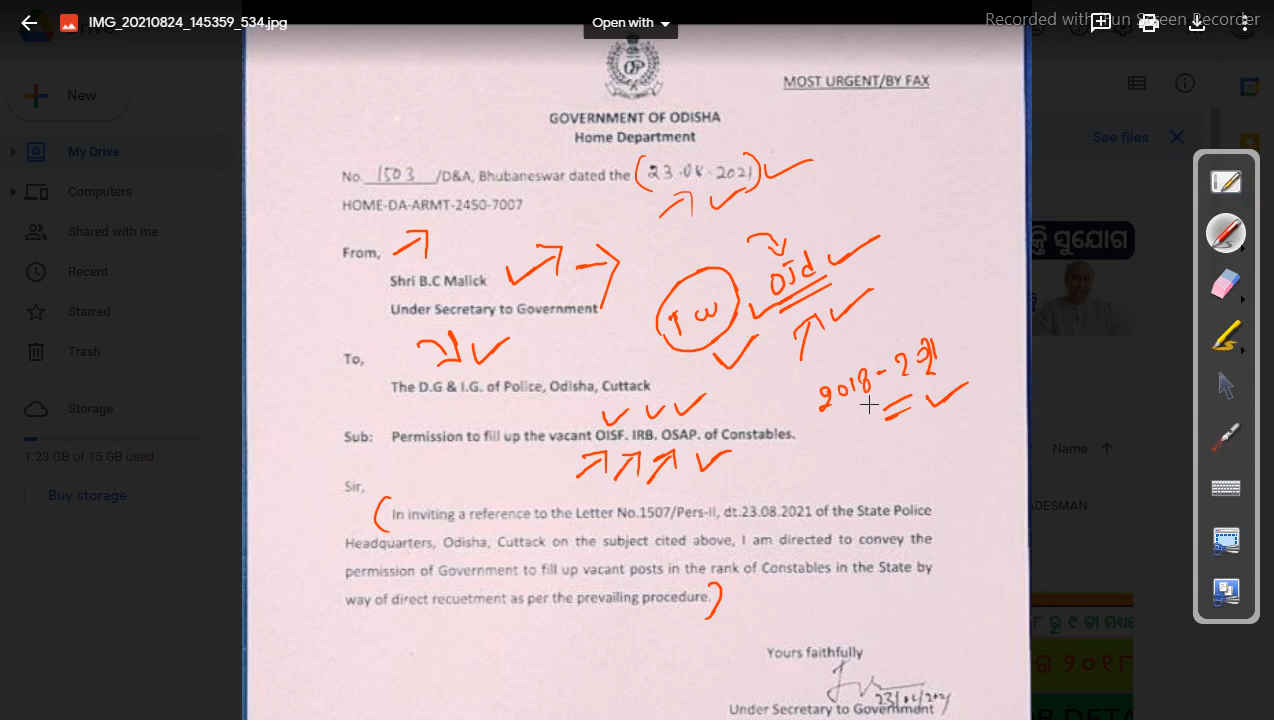 IMG_20210824_145359_534.jpg
Open with
Recorded with iTun Screen Recorder
New
My Drive
Computers
Shared with me
Recent
Starred
Trash
Storage
1.23 GB of 15 GB used
Buy storage
See files
Name
ADESMAN
MOST URGENT/BY FAX
GOVERNMENT OF ODISHA
Home Department
No. 1503 /D&A, Bhubaneswar dated the 23.08.2021
HOME-DA-ARMT-2450-7007
From,
Shri B.C Malick
Under Secretary to Government
To,
The D.G & I.G. of Police, Odisha, Cuttack
Sub: Permission to fill up the vacant OISF. IRB. OSAP. of Constables.
Sir,
In inviting a reference to the Letter No.1507/Pers-II, dt.23.08.2021 of the State Police
Headquarters, Odisha, Cuttack on the subject cited above, I am directed to convey the
permission of Government to fill up vacant posts in the rank of Constables in the State by
way of direct recuetment as per the prevailing procedure.
Yours faithfully
Under Secretary to Government
2018 -